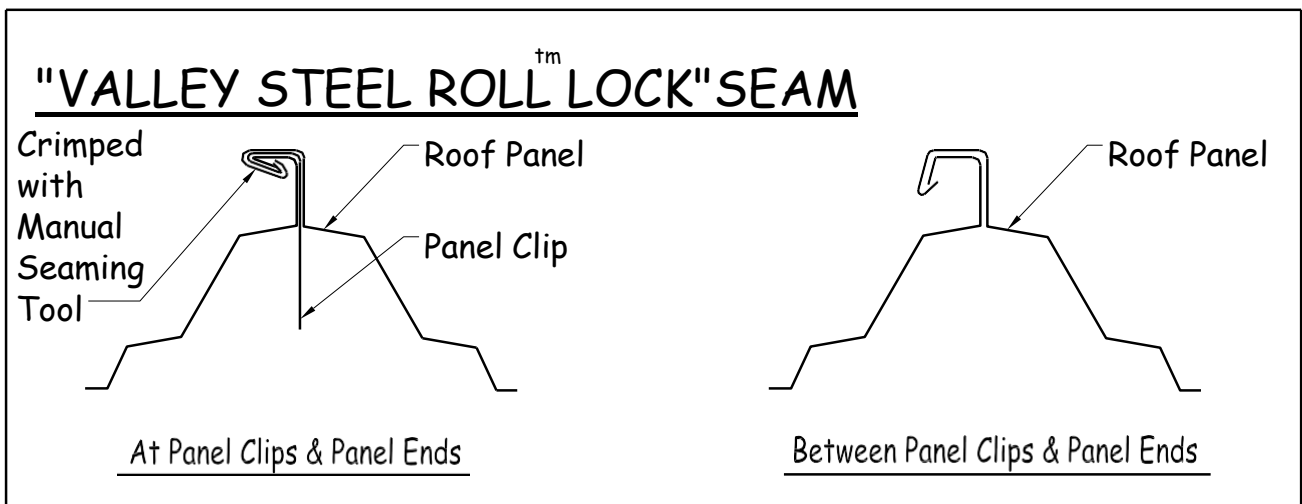 "VALLEY STEEL ROLL tm LOCK"SEAM
Crimped
with
Manual
Seaming
Tool
Roof Panel
Panel Clip
At Panel Clips & Panel Ends
Roof Panel
Between Panel Clips & Panel Ends